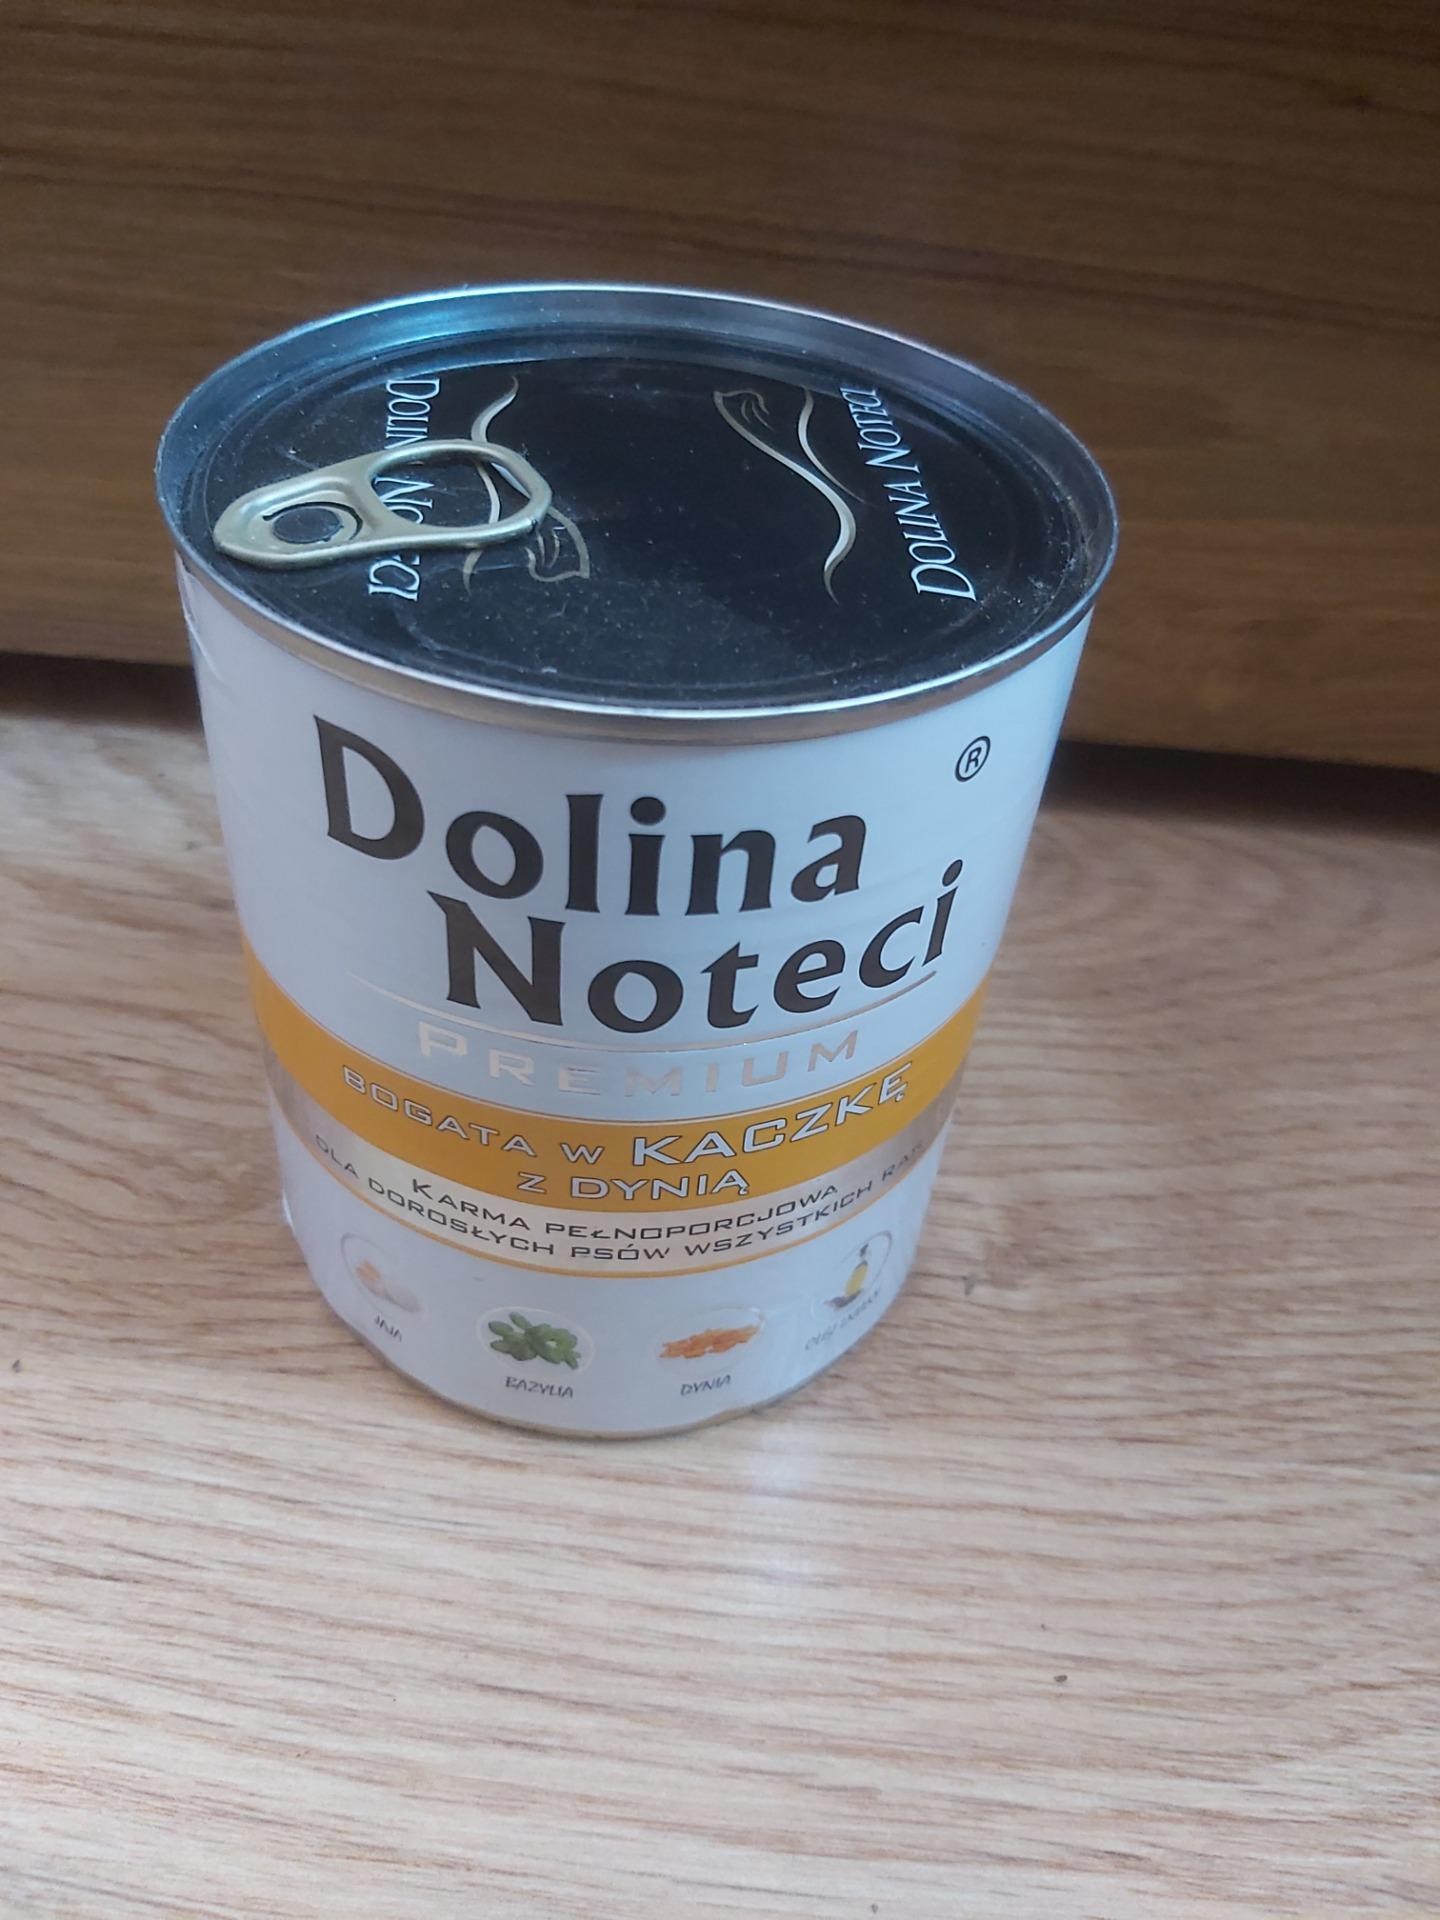 DOLINA NOTECI
DOLINA NOTECI
Dolina ®
Noteci
PREMIUM
BOGATA W KACZKĘ
Z DYNIĄ
KARMA PEŁNOPORCJOWA
DLA DOROSŁYCH PSÓW WSZYSTKICH RAS
JAJA
BAZYLIA
DYNIA
OLEJ